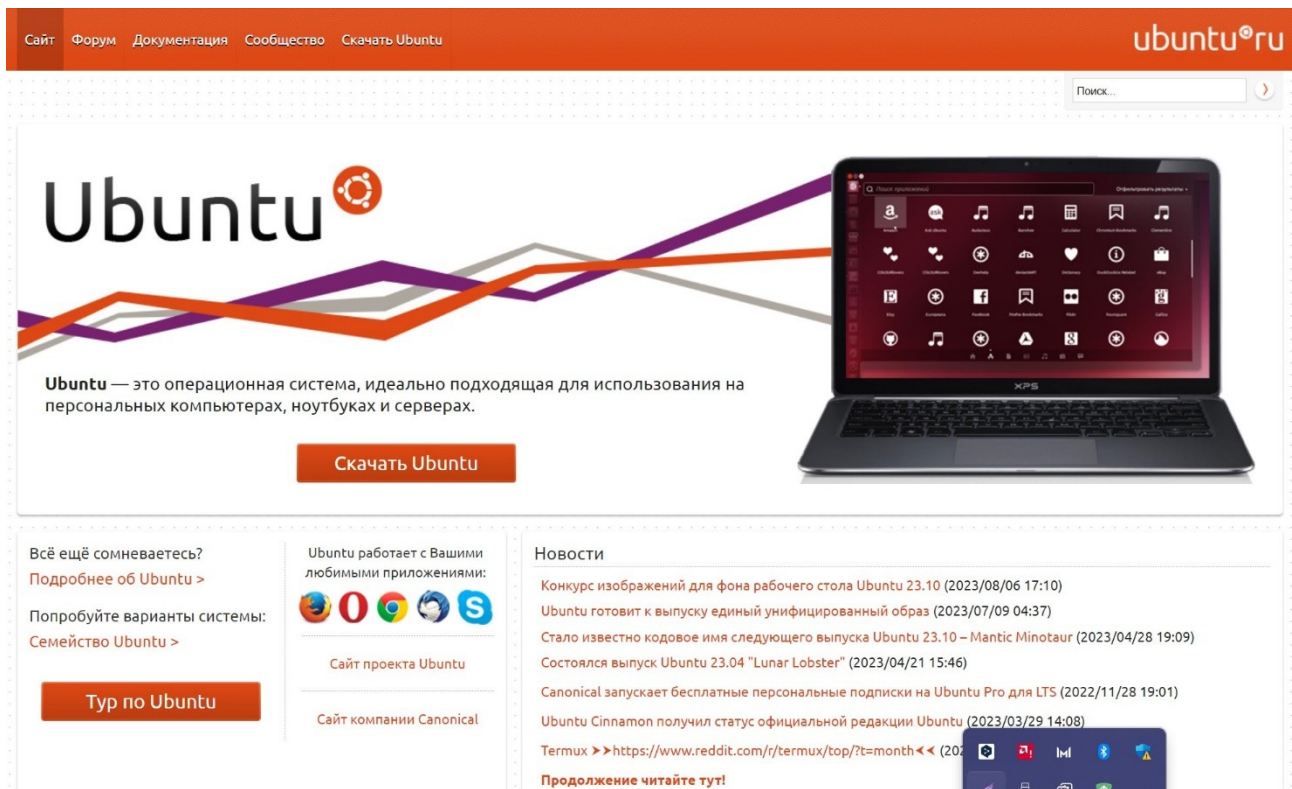 Сайт Форум Документация Сообщество Скачать Ubuntu
ubuntu ru
Поиск...
Ubuntu
Поиск приложений
Отфильтровать результаты
XPS
Ubuntu — это операционная система, идеально подходящая для использования на
персональных компьютерах, ноутбуках и серверах.
Скачать Ubuntu
Всё ещё сомневаетесь?
Подробнее об Ubuntu >
Попробуйте варианты системы:
Семейство Ubuntu >
Тур по Ubuntu
Ubuntu работает с Вашими
любимыми приложениями:
Сайт проекта Ubuntu
Сайт компании Canonical
Новости
Конкурс изображений для фона рабочего стола Ubuntu 23.10 (2023/08/06 17:10)
Ubuntu готовит к выпуску единый унифицированный образ (2023/07/09 04:37)
Стало известно кодовое имя следующего выпуска Ubuntu 23.10 – Mantic Minotaur (2023/04/28 19:09)
Состоялся выпуск Ubuntu 23.04 "Lunar Lobster" (2023/04/21 15:46)
Canonical запускает бесплатные персональные подписки на Ubuntu Pro для LTS (2022/11/28 19:01)
Ubuntu Cinnamon получил статус официальной редакции Ubuntu (2023/03/29 14:08)
Termux ➤➤https://www.reddit.com/r/termux/top/?t=month⮜⮜ (202
Продолжение читайте тут!